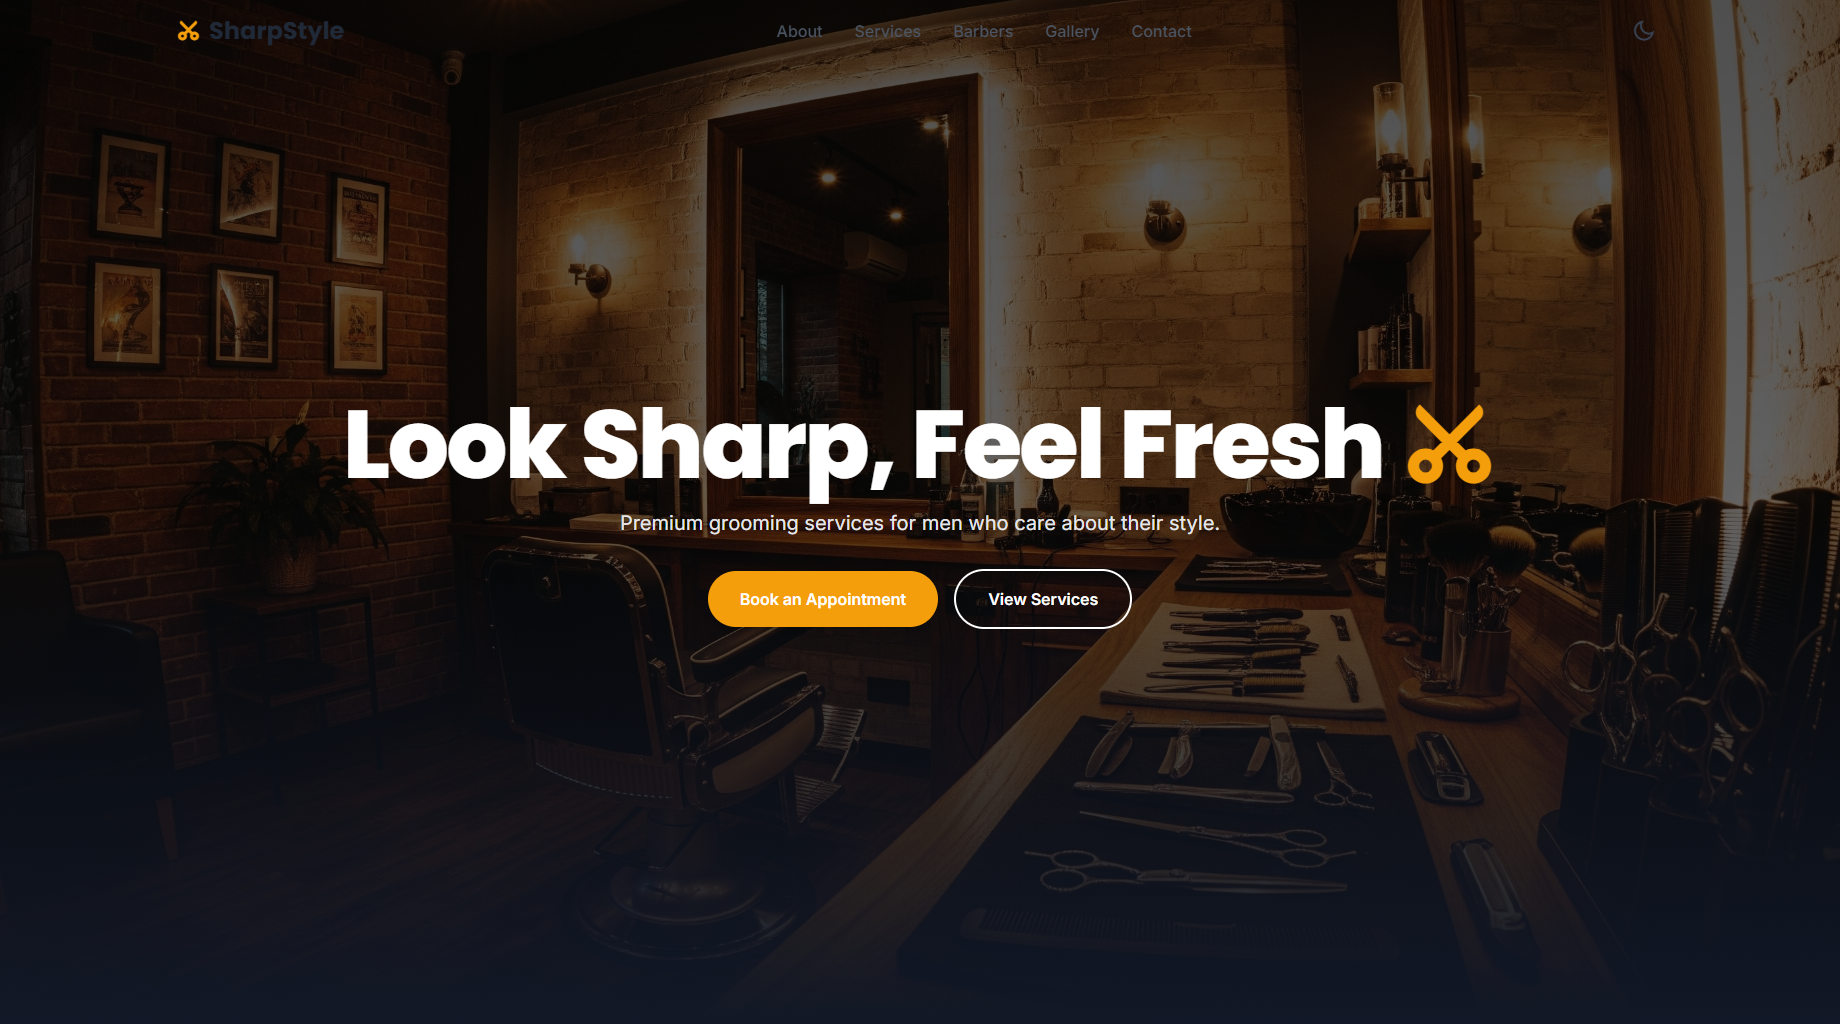 SharpStyle
About Services Barbers Gallery Contact
Look Sharp, Feel Fresh
Premium grooming services for men who care about their style.
Book an Appointment
View Services